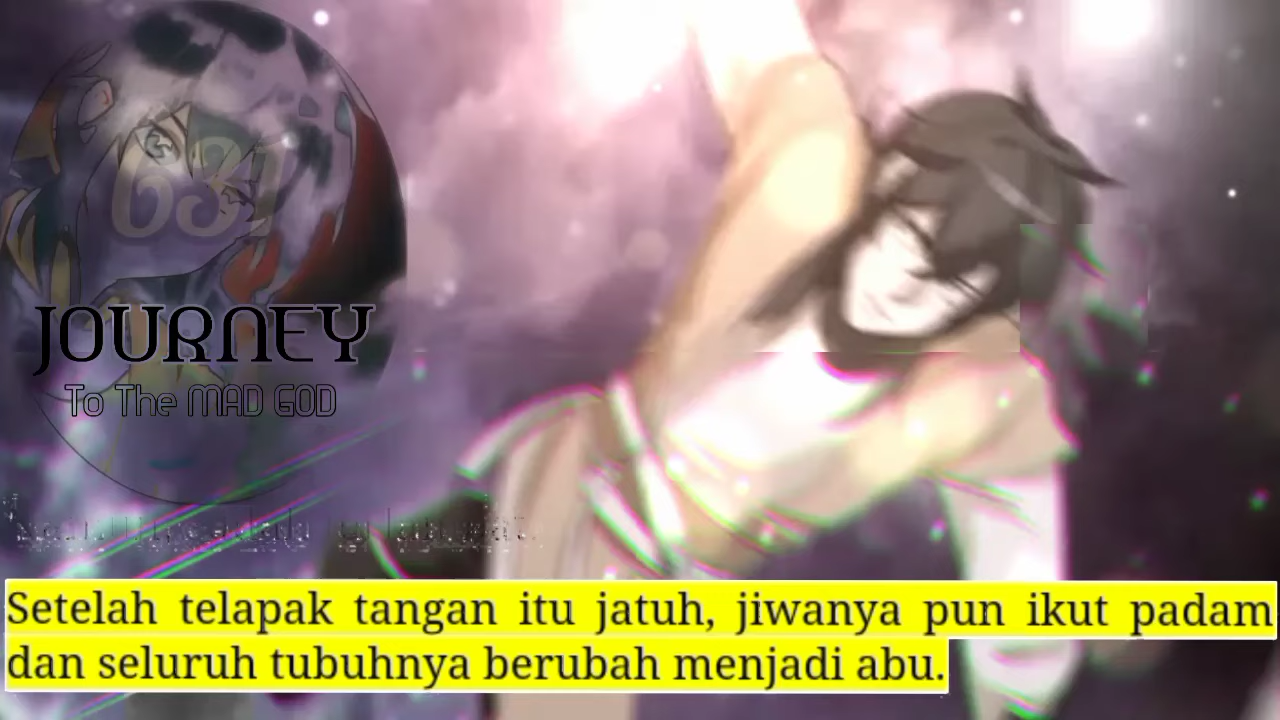 631
JOURNEY
To The MAD GOD
Setelah telapak tangan itu jatuh, jiwanya pun ikut padam
dan seluruh tubuhnya berubah menjadi abu.